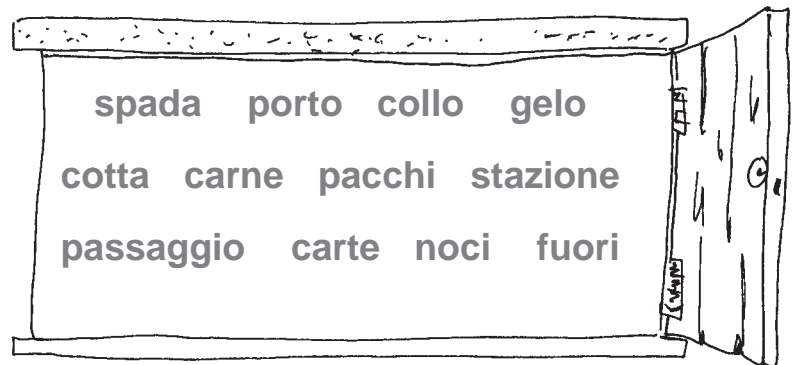 spada porto collo gelo
cotta carne pacchi stazione
passaggio carte noci fuori